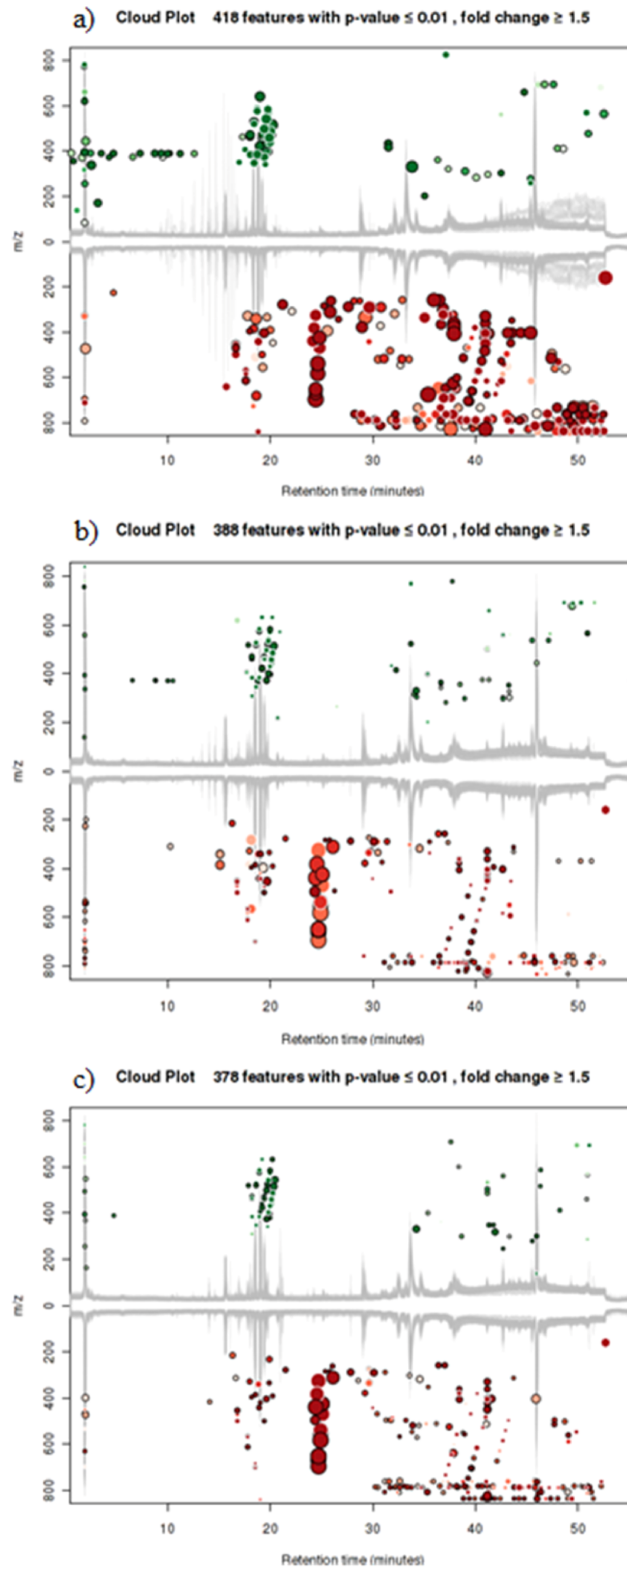 a) Cloud Plot 418 features with p-value ≤ 0.01 , fold change ≥ 1.5
800
600
400
200
0
200
400
600
800
m/z
10 20 30 40 50
Retention time (minutes)
b) Cloud Plot 388 features with p-value ≤ 0.01 , fold change ≥ 1.5
800
600
400
200
0
200
400
600
800
m/z
10 20 30 40 50
Retention time (minutes)
c) Cloud Plot 378 features with p-value ≤ 0.01 , fold change ≥ 1.5
800
600
400
200
0
200
400
600
800
m/z
10 20 30 40 50
Retention time (minutes)